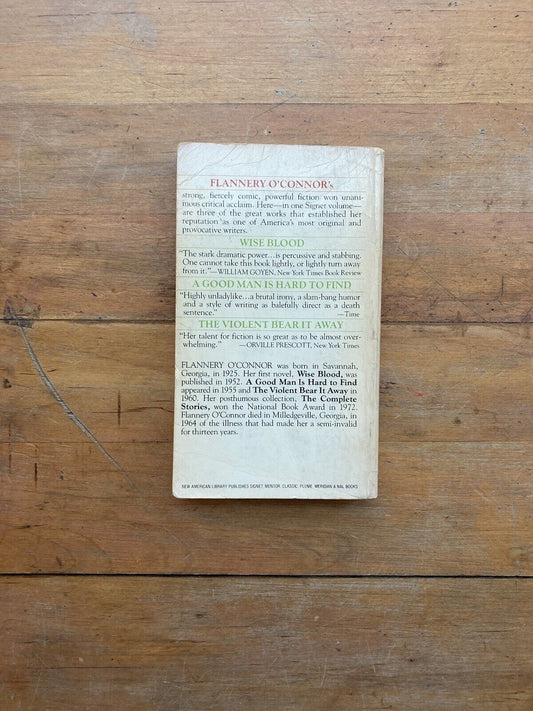 FLANNERY O'CONNOR's
strong, fiercely comic, powerful fiction won unani-
mous critical acclaim. Here—in one Signet volume—
are three of the great works that established her
reputation as one of America's most original and
provocative writers.
WISE BLOOD
"The stark dramatic power...is percussive and stabbing.
One cannot take this book lightly, or lightly turn away
from it."—WILLIAM GOYEN, New York Times Book Review
A GOOD MAN IS HARD TO FIND
"Highly unladylike...a brutal irony, a slam-bang humor
and a style of writing as balefully direct as a death
sentence." —Time
THE VIOLENT BEAR IT AWAY
"Her talent for fiction is so great as to be almost over-
whelming." —ORVILLE PRESCOTT, New York Times
FLANNERY O'CONNOR was born in Savannah,
Georgia, in 1925. Her first novel, Wise Blood, was
published in 1952. A Good Man Is Hard to Find
appeared in 1955 and The Violent Bear It Away in
1960. Her posthumous collection, The Complete
Stories, won the National Book Award in 1972.
Flannery O'Connor died in Milledgeville, Georgia, in
1964 of the illness that had made her a semi-invalid
for thirteen years.
NEW AMERICAN LIBRARY PUBLISHES SIGNET, MENTOR, CLASSIC, PLUME, MERIDIAN & NAL BOOKS